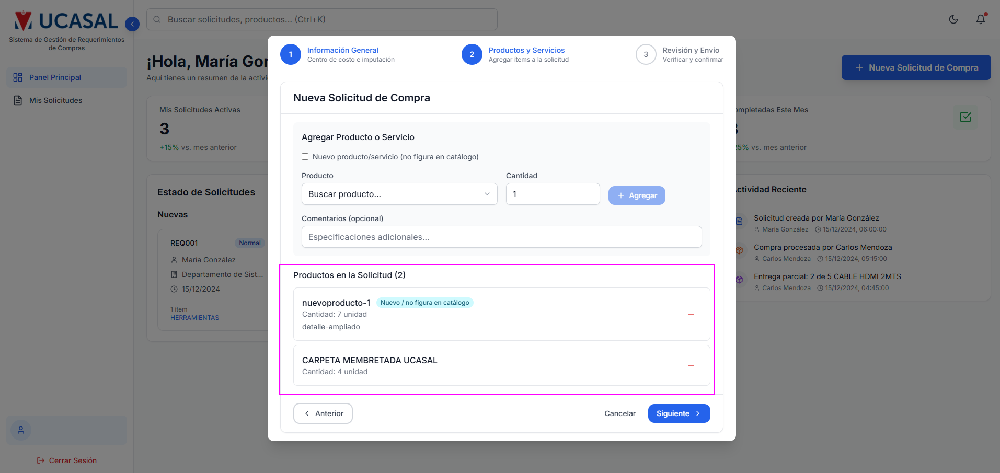 UCASAL
Sistema de Gestión de Requerimientos
de Compras
Panel Principal
Mis Solicitudes
Cerrar Sesión
Buscar solicitudes, productos... (Ctrl+K)
¡Hola, María Gon
Aquí tienes un resumen de la activi
Nueva Solicitud de Compra
Mis Solicitudes Activas
3
+15% vs. mes anterior
ompletadas Este Mes
25% vs. mes anterior
Estado de Solicitudes
Nuevas
REQ001
Normal
María González
Departamento de Sist...
15/12/2024
1 ítem
HERRAMIENTAS
1
Información General
Centro de costo e imputación
2
Productos y Servicios
Agregar ítems a la solicitud
3
Revisión y Envío
Verificar y confirmar
Nueva Solicitud de Compra
Agregar Producto o Servicio
Nuevo producto/servicio (no figura en catálogo)
Producto
Cantidad
Buscar producto...
1
Agregar
Comentarios (opcional)
Especificaciones adicionales...
Productos en la Solicitud (2)
nuevoproducto-1
Nuevo / no figura en catálogo
Cantidad: 7 unidad
detalle-ampliado
CARPETA MEMBRETADA UCASAL
Cantidad: 4 unidad
Anterior
Cancelar
Siguiente
ctividad Reciente
Solicitud creada por María González
María González 15/12/2024, 06:00:00
Compra procesada por Carlos Mendoza
Carlos Mendoza 15/12/2024, 05:15:00
Entrega parcial: 2 de 5 CABLE HDMI 2MTS
Carlos Mendoza 15/12/2024, 04:45:00